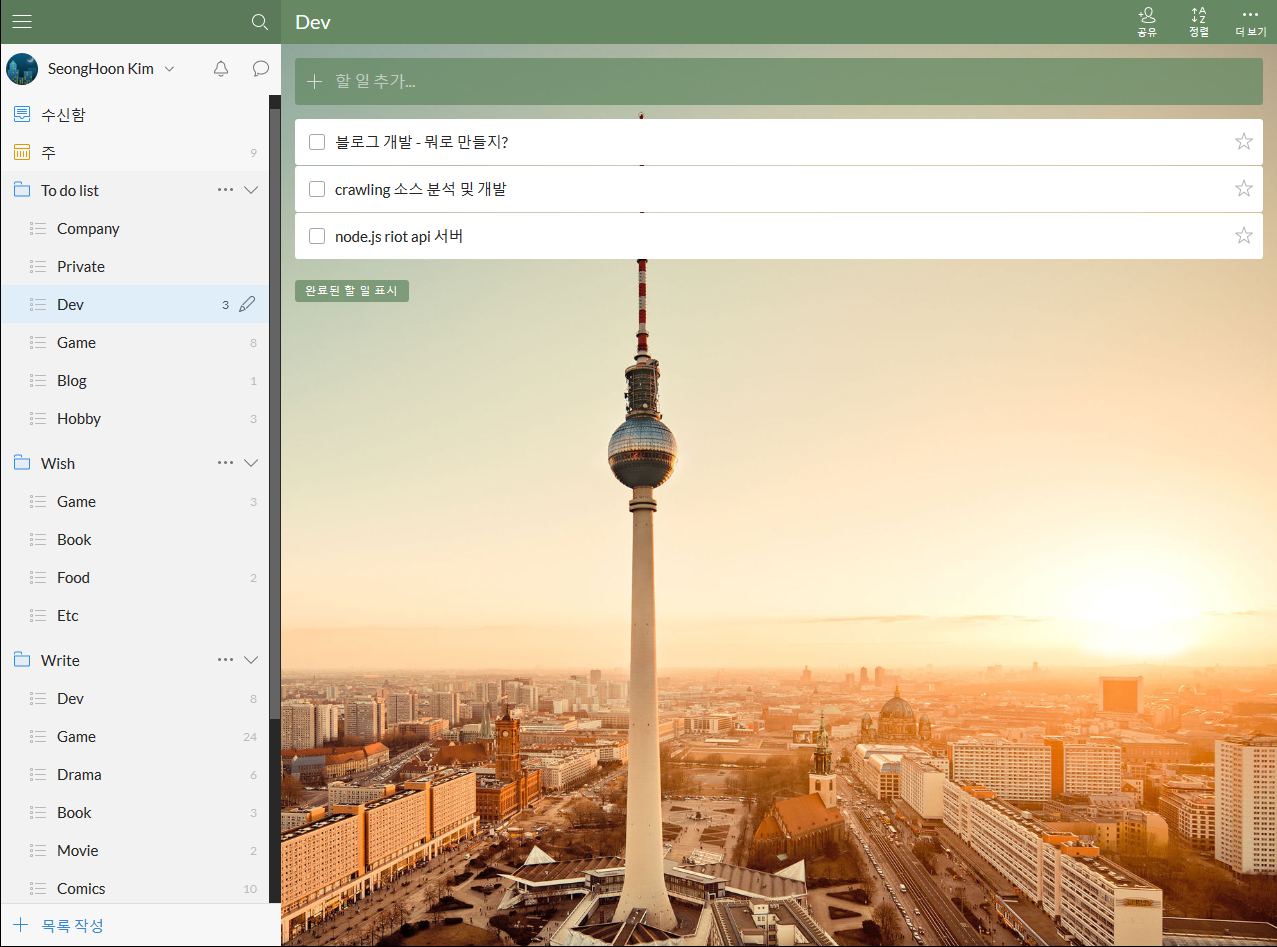 Dev
공유
정렬
더 보기
SeongHoon Kim
수신함
주 9
To do list
Company
Private
Dev 3
Game 8
Blog 1
Hobby 3
Wish
Game 3
Book
Food 2
Etc
Write
Dev 8
Game 24
Drama 6
Book 3
Movie 2
Comics 10
목록 작성
할 일 추가...
블로그 개발 - 뭐로 만들지?
crawling 소스 분석 및 개발
node.js riot api 서버
완료된 할 일 표시